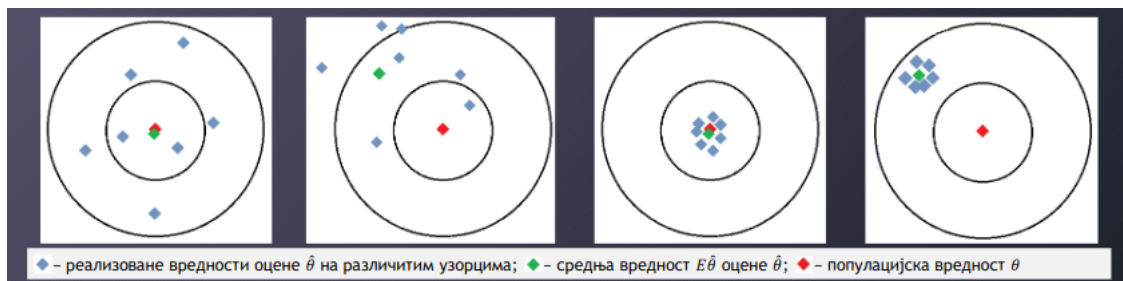 – реализоване вредности оцене θ̂ на различитим узорцима; – средња вредност Eθ̂ оцене θ̂; – популацијска вредност θ